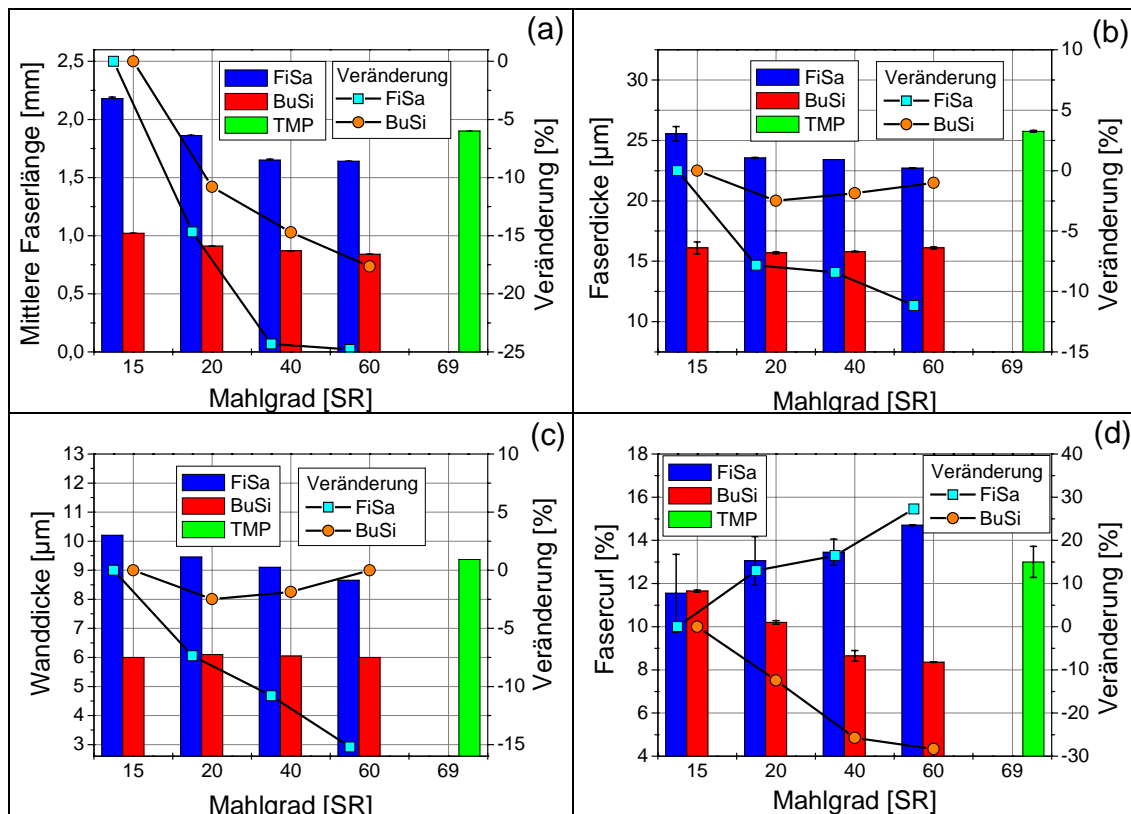 (a)
Mittlere Faserlänge [mm]
2,5
2,0
1,5
1,0
0,5
0,0
FiSa
BuSi
TMP
Veränderung
FiSa
BuSi
0
-5
-10
-15
-20
-25
Veränderung [%]
15 20 40 60 69
Mahlgrad [SR]
(b)
Faserdicke [µm]
30
25
20
15
10
FiSa
BuSi
TMP
Veränderung
FiSa
BuSi
10
5
0
-5
-10
-15
Veränderung [%]
15 20 40 60 69
Mahlgrad [SR]
(c)
Wanddicke [µm]
13
12
11
10
9
8
7
6
5
4
3
FiSa
BuSi
TMP
Veränderung
FiSa
BuSi
10
5
0
-5
-10
-15
Veränderung [%]
15 20 40 60 69
Mahlgrad [SR]
(d)
Fasercurl [%]
18
16
14
12
10
8
6
4
FiSa
BuSi
TMP
Veränderung
FiSa
BuSi
40
30
20
10
0
-10
-20
-30
Veränderung [%]
15 20 40 60 69
Mahlgrad [SR]